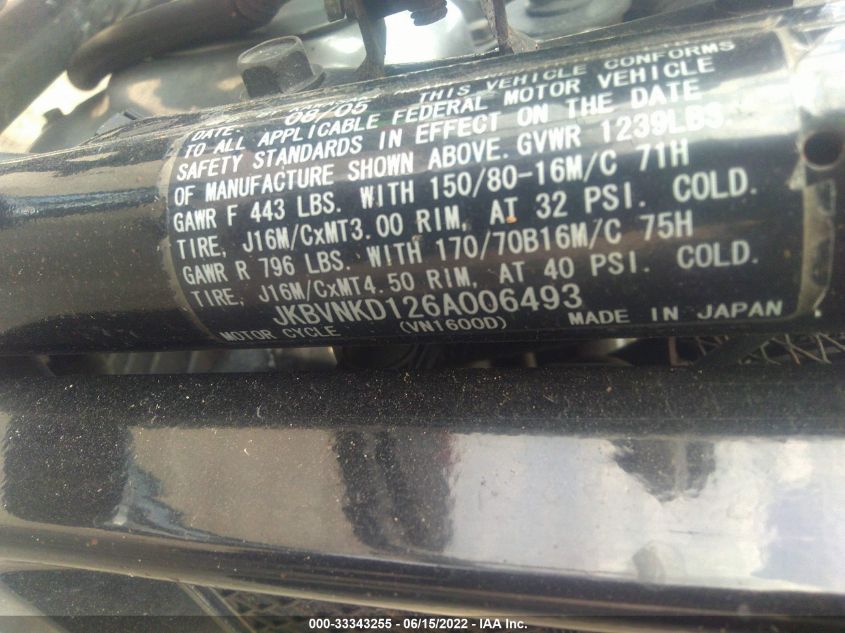 DATE: 08/05 THIS VEHICLE CONFORMS
TO ALL APPLICABLE FEDERAL MOTOR VEHICLE
SAFETY STANDARDS IN EFFECT ON THE DATE
OF MANUFACTURE SHOWN ABOVE. GVWR 1239LBS.
GAWR F 443 LBS. WITH 150/80-16M/C 71H
TIRE, J16M/CxMT3.00 RIM, AT 32 PSI. COLD.
GAWR R 796 LBS. WITH 170/70B16M/C 75H
TIRE, J16M/CxMT4.50 RIM, AT 40 PSI. COLD.
JKBVNKD126A006493
MOTOR CYCLE (VN1600D) MADE IN JAPAN
000-33343255 - 06/15/2022 - IAA Inc.